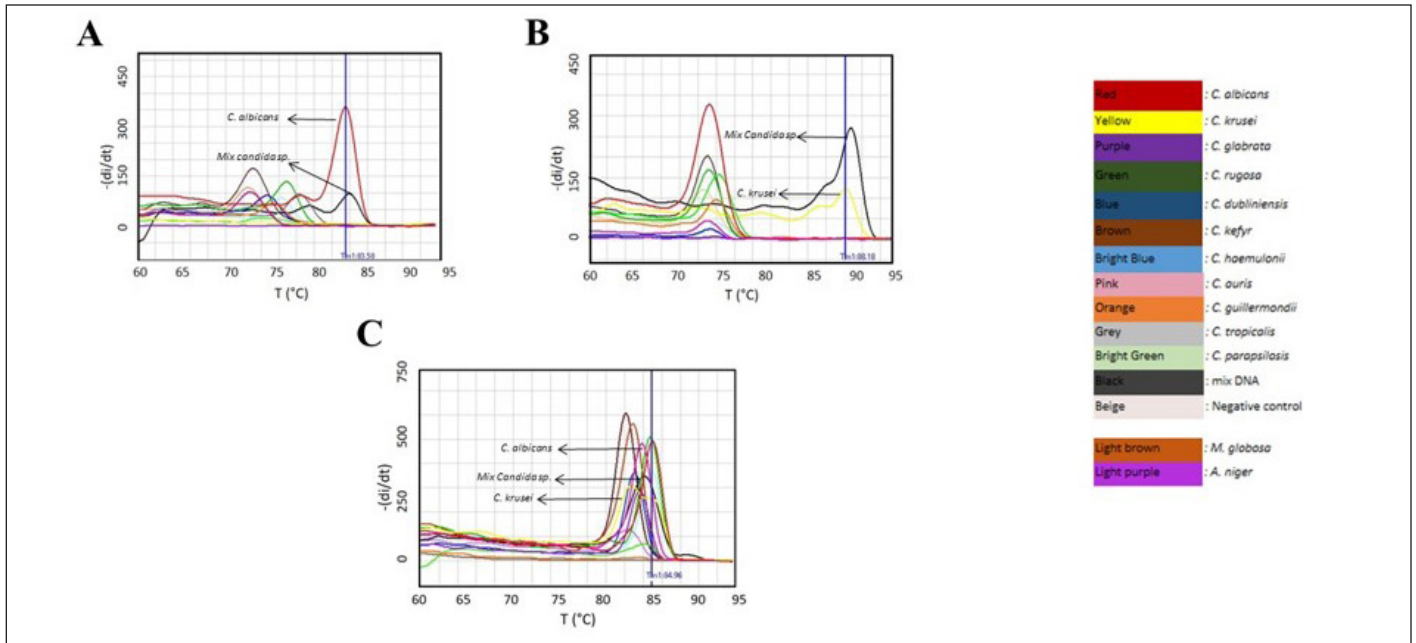 A
450
300
150
0
-(di/dt)
C. albicans
Mix candida sp.
60 65 70 75 80 85 90 95
T (°C)
B
450
300
150
0
-(di/dt)
Mix Candida sp.
C. krusei
60 65 70 75 80 85 90 95
T (°C)
C
750
500
250
0
-(di/dt)
C. albicans
Mix Candida sp.
C. krusei
60 65 70 75 80 85 90 95
T (°C)
Red : C. albicans
Yellow : C. krusei
Purple : C. glabrata
Green : C. rugosa
Blue : C. dubliniensis
Brown : C. kefyr
Bright Blue : C. haemulonii
Pink : C. auris
Orange : C. guillermondii
Grey : C. tropicalis
Bright Green : C. parapsilosis
Black : mix DNA
Beige : Negative control
Light brown : M. globosa
Light purple : A. niger